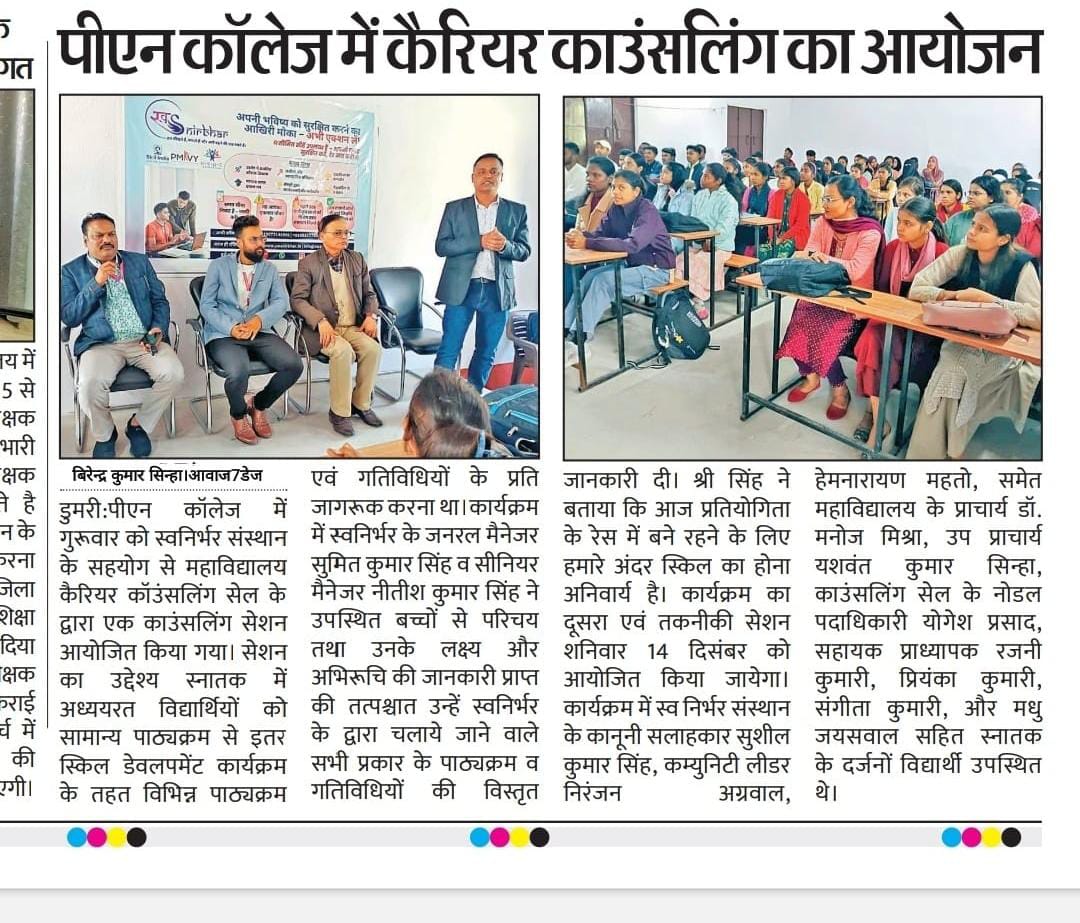 पीएन कॉलेज में कैरियर काउंसलिंग का आयोजन
गत
स्व
Snirbhar
अपनी भविष्य को सुरक्षित करने का
आखिरी मौका - अभी एक्शन लें
Skill India
बिरेन्द्र कुमार सिन्हा।आवाज7डेज
डुमरी:पीएन कॉलेज में
गुरूवार को स्वनिर्भर संस्थान
के सहयोग से महाविद्यालय
कैरियर कॉउंसलिंग सेल के
द्वारा एक काउंसलिंग सेशन
आयोजित किया गया। सेशन
का उद्देश्य स्नातक में
अध्ययरत विद्यार्थियों को
सामान्य पाठ्यक्रम से इतर
स्किल डेवलपमेंट कार्यक्रम
के तहत विभिन्न पाठ्यक्रम
एवं गतिविधियों के प्रति
जागरूक करना था।कार्यक्रम
में स्वनिर्भर के जनरल मैनेजर
सुमित कुमार सिंह व सीनियर
मैनेजर नीतीश कुमार सिंह ने
उपस्थित बच्चों से परिचय
तथा उनके लक्ष्य और
अभिरूचि की जानकारी प्राप्त
की तत्पश्चात उन्हें स्वनिर्भर
के द्वारा चलाये जाने वाले
सभी प्रकार के पाठ्यक्रम व
गतिविधियों की विस्तृत
जानकारी दी। श्री सिंह ने
बताया कि आज प्रतियोगिता
के रेस में बने रहने के लिए
हमारे अंदर स्किल का होना
अनिवार्य है। कार्यक्रम का
दूसरा एवं तकनीकी सेशन
शनिवार 14 दिसंबर को
आयोजित किया जायेगा।
कार्यक्रम में स्व निर्भर संस्थान
के कानूनी सलाहकार सुशील
कुमार सिंह, कम्युनिटी लीडर
निरंजन अग्रवाल,
हेमनारायण महतो, समेत
महाविद्यालय के प्राचार्य डॉ.
मनोज मिश्रा, उप प्राचार्य
यशवंत कुमार सिन्हा,
काउंसलिंग सेल के नोडल
पदाधिकारी योगेश प्रसाद,
सहायक प्राध्यापक रजनी
कुमारी, प्रियंका कुमारी,
संगीता कुमारी, और मधु
जयसवाल सहित स्नातक
के दर्जनों विद्यार्थी उपस्थित
थे।
में
5 से
क्षक
भारी
क्षक
ते है
न के
करना
जिला
शिक्षा
दिया
क्षक
कराई
र्च में
की
एगी।